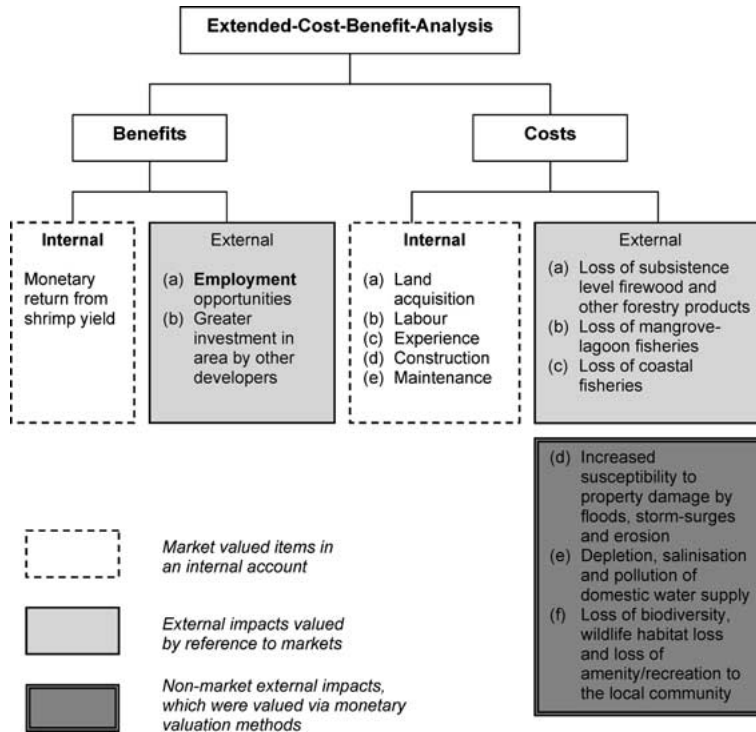 Extended-Cost-Benefit-Analysis
Benefits
Costs
Internal
Monetary
return from
shrimp yield
External
(a) Employment
opportunities
(b) Greater
investment in
area by other
developers
Internal
(a) Land
acquisition
(b) Labour
(c) Experience
(d) Construction
(e) Maintenance
External
(a) Loss of subsistence
level firewood and
other forestry products
(b) Loss of mangrove-
lagoon fisheries
(c) Loss of coastal
fisheries
(d) Increased
susceptibility to
property damage by
floods, storm-surges
and erosion
(e) Depletion, salinisation
and pollution of
domestic water supply
(f) Loss of biodiversity,
wildlife habitat loss
and loss of
amenity/recreation to
the local community
Market valued items in
an internal account
External impacts valued
by reference to markets
Non-market external impacts,
which were valued via monetary
valuation methods